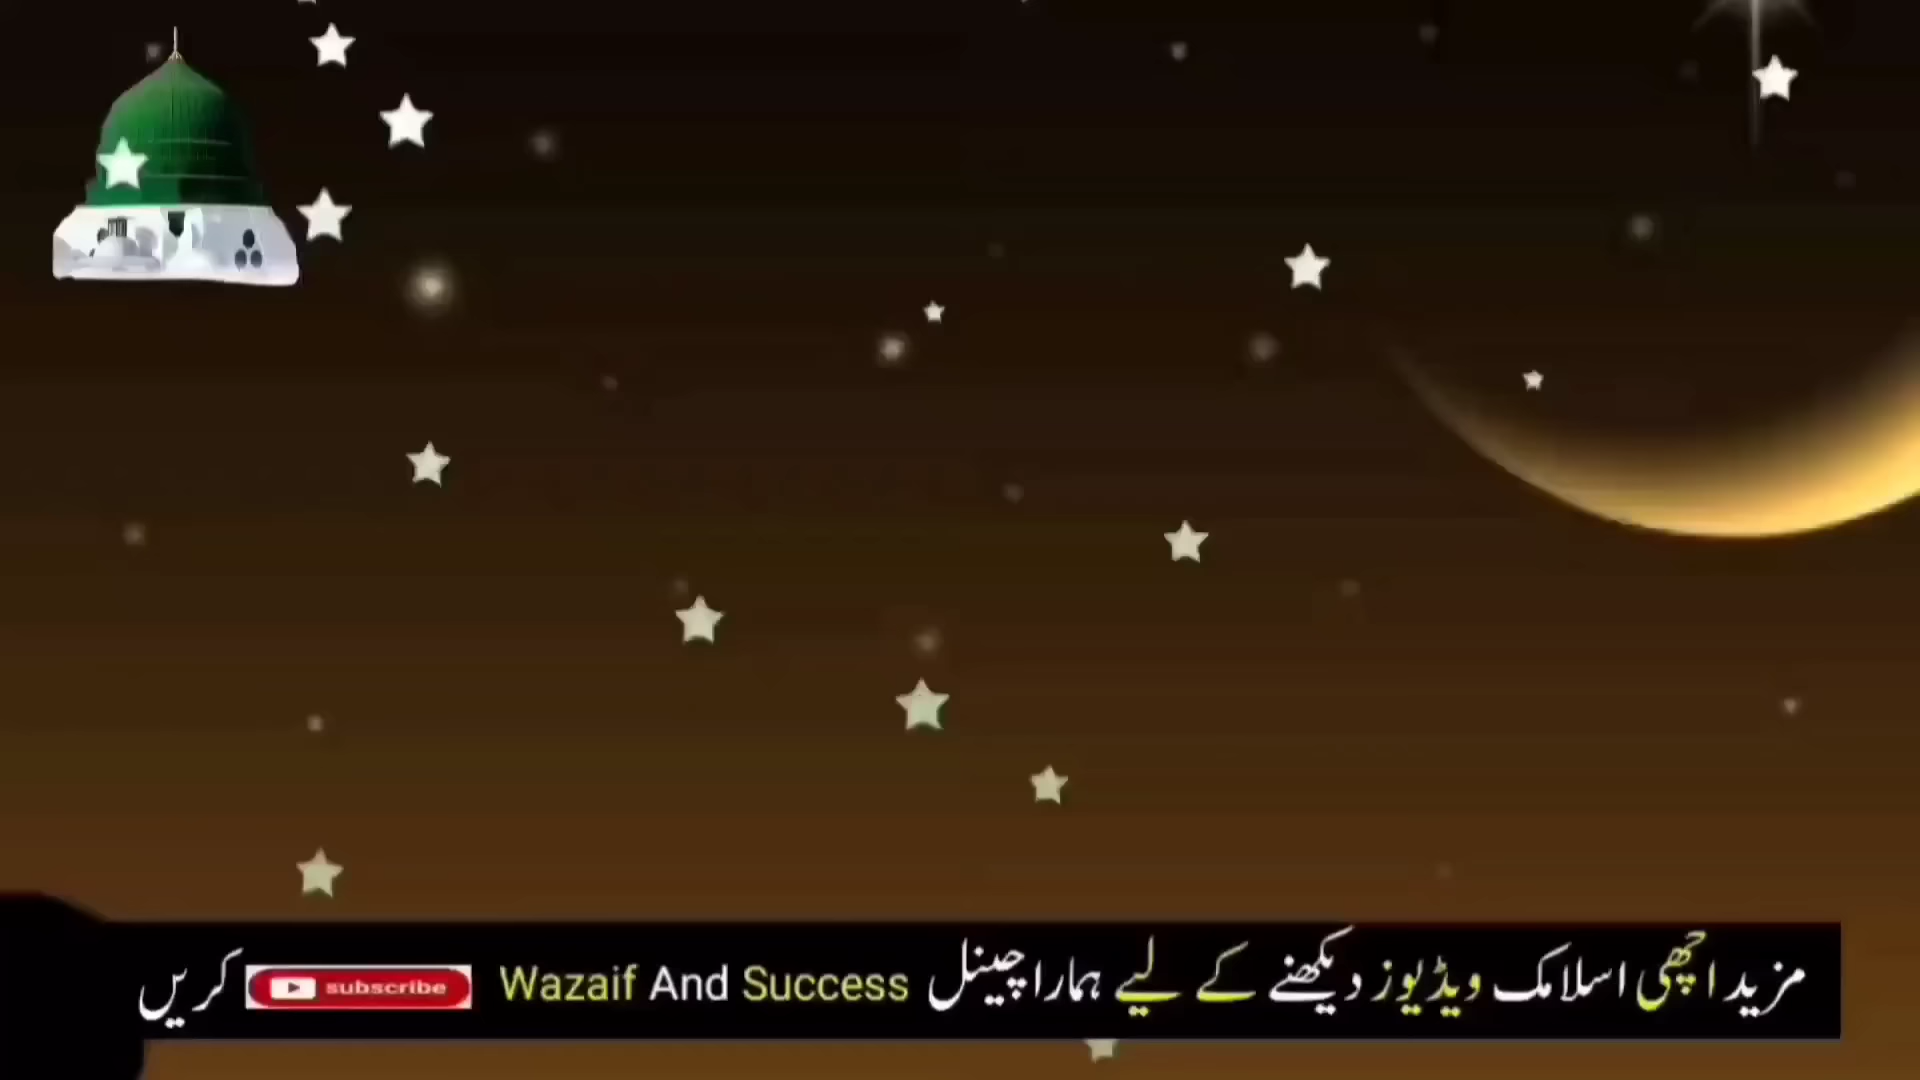 مزید اچھی اسلامک ویڈیوز دیکھنے کے لیے ہمارا چینل Wazaif And Success subscribe کریں